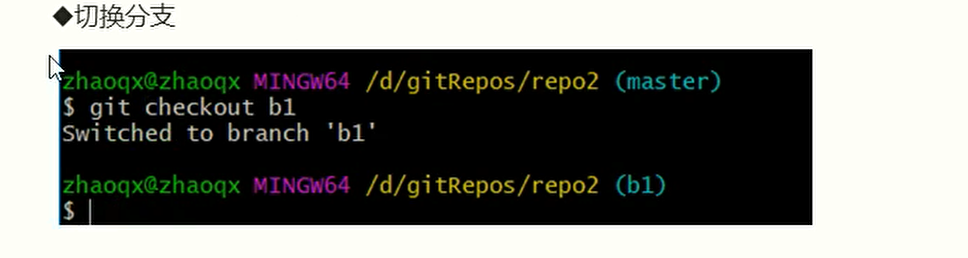 ◆切换分支
zhaoqx@zhaoqx MINGW64 /d/gitRepos/repo2 (master)
$ git checkout b1
Switched to branch 'b1'
zhaoqx@zhaoqx MINGW64 /d/gitRepos/repo2 (b1)
$